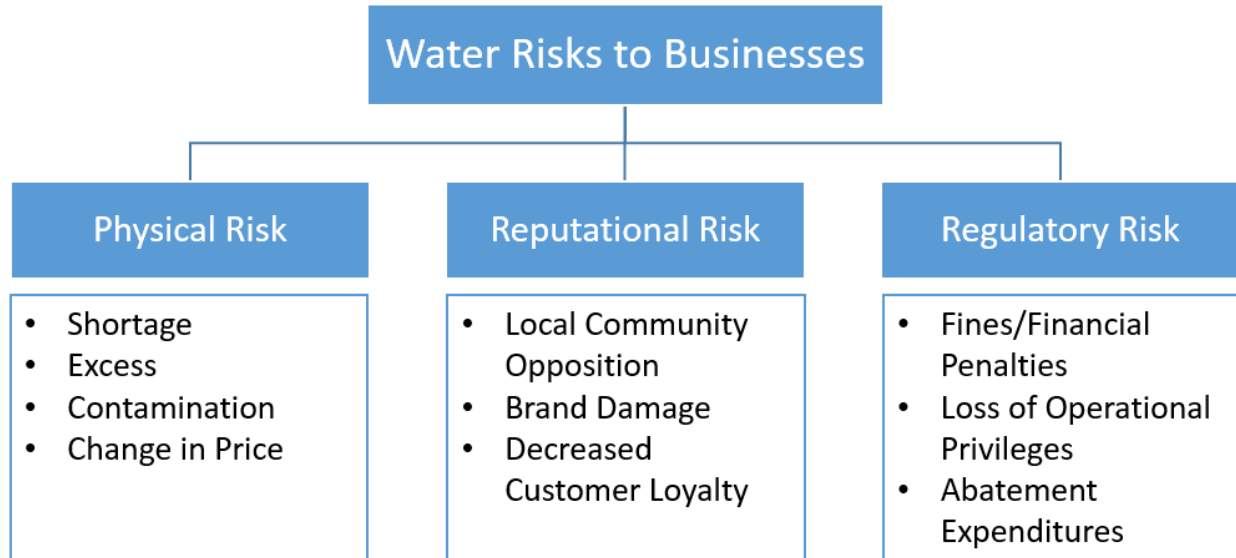 Water Risks to Businesses
Physical Risk
• Shortage
• Excess
• Contamination
• Change in Price
Reputational Risk
• Local Community
Opposition
• Brand Damage
• Decreased
Customer Loyalty
Regulatory Risk
• Fines/Financial
Penalties
• Loss of Operational
Privileges
• Abatement
Expenditures